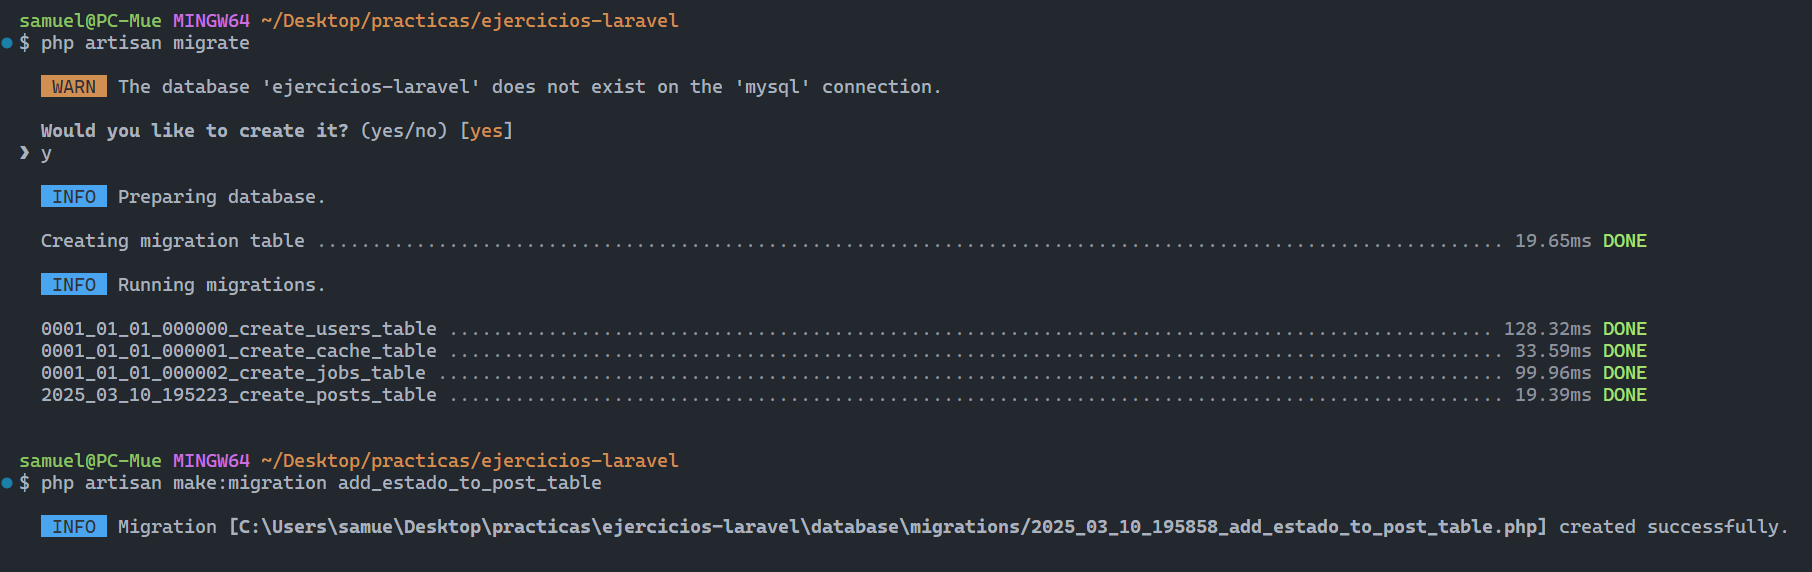 samuel@PC-Mue MINGW64 ~/Desktop/practicas/ejercicios-laravel
$ php artisan migrate
WARN The database 'ejercicios-laravel' does not exist on the 'mysql' connection.
Would you like to create it? (yes/no) [yes]
❯ y
INFO Preparing database.
Creating migration table ............................................................................................................ 19.65ms DONE
INFO Running migrations.
0001_01_01_000000_create_users_table ............................................................................................... 128.32ms DONE
0001_01_01_000001_create_cache_table ................................................................................................ 33.59ms DONE
0001_01_01_000002_create_jobs_table ................................................................................................. 99.96ms DONE
2025_03_10_195223_create_posts_table ................................................................................................ 19.39ms DONE
samuel@PC-Mue MINGW64 ~/Desktop/practicas/ejercicios-laravel
$ php artisan make:migration add_estado_to_post_table
INFO Migration [C:\Users\samue\Desktop\practicas\ejercicios-laravel\database\migrations/2025_03_10_195858_add_estado_to_post_table.php] created successfully.